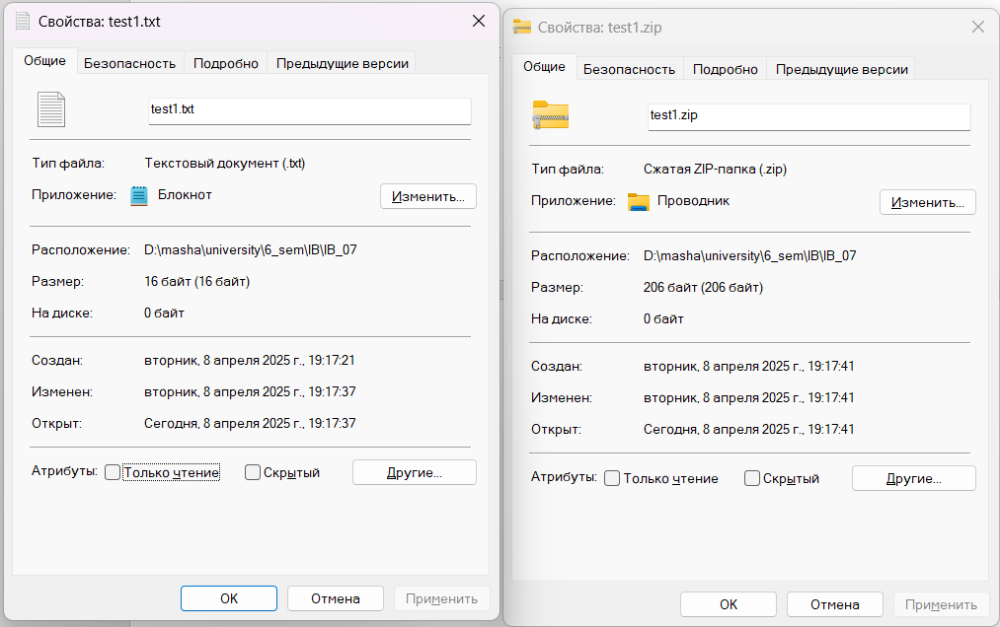 Свойства: test1.txt
Общие
Безопасность
Подробно
Предыдущие версии
test1.txt
Тип файла: Текстовый документ (.txt)
Приложение: Блокнот
Изменить...
Расположение: D:\masha\university\6_sem\IB\IB_07
Размер: 16 байт (16 байт)
На диске: 0 байт
Создан: вторник, 8 апреля 2025 г., 19:17:21
Изменен: вторник, 8 апреля 2025 г., 19:17:37
Открыт: Сегодня, 8 апреля 2025 г., 19:17:37
Атрибуты: Только чтение Скрытый Другие...
ОК
Отмена
Применить
Свойства: test1.zip
Общие
Безопасность
Подробно
Предыдущие версии
test1.zip
Тип файла: Сжатая ZIP-папка (.zip)
Приложение: Проводник
Изменить...
Расположение: D:\masha\university\6_sem\IB\IB_07
Размер: 206 байт (206 байт)
На диске: 0 байт
Создан: вторник, 8 апреля 2025 г., 19:17:41
Изменен: вторник, 8 апреля 2025 г., 19:17:41
Открыт: Сегодня, 8 апреля 2025 г., 19:17:41
Атрибуты: Только чтение Скрытый Другие...
ОК
Отмена
Применить